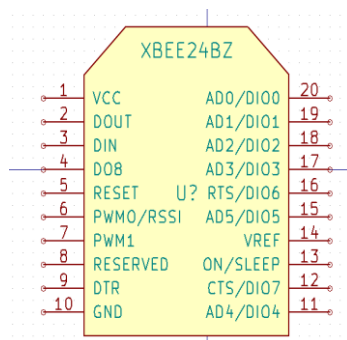 XBEE24BZ
1 VCC AD0/DIO0 20
2 DOUT AD1/DIO1 19
3 DIN AD2/DIO2 18
4 DO8 AD3/DIO3 17
5 RESET U? RTS/DIO6 16
6 PWM0/RSSI AD5/DIO5 15
7 PWM1 VREF 14
8 RESERVED ON/SLEEP 13
9 DTR CTS/DIO7 12
10 GND AD4/DIO4 11